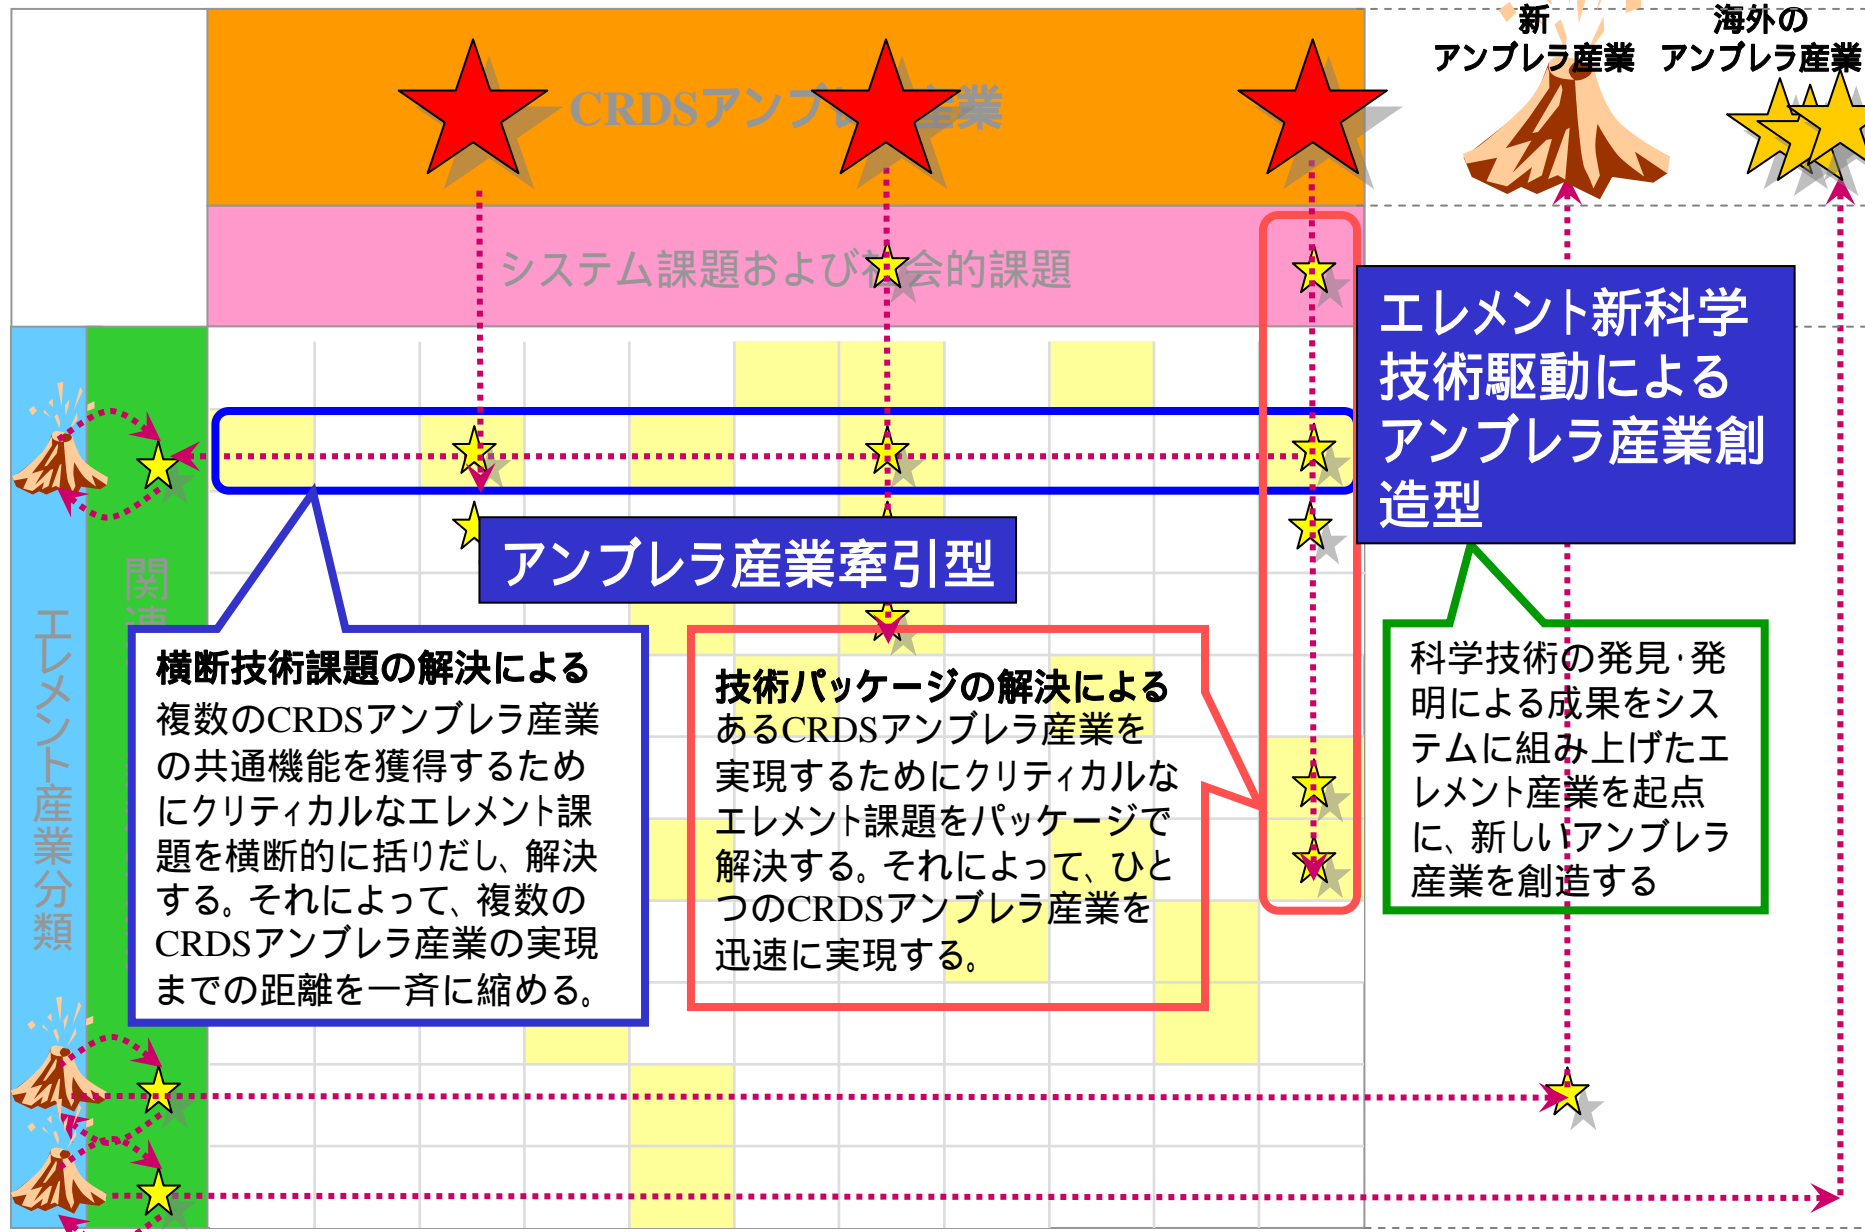 新
アンブレラ産業
海外の
アンブレラ産業
CRDSアンブレラ産業
システム課題および社会的課題
エレメント新科学
技術駆動による
アンブレラ産業創
造型
アンブレラ産業牽引型
関連
エレメント産業分類
横断技術課題の解決による
複数のCRDSアンブレラ産業
の共通機能を獲得するため
にクリティカルなエレメント課
題を横断的に括りだし、解決
する。それによって、複数の
CRDSアンブレラ産業の実現
までの距離を一斉に縮める。
技術パッケージの解決による
あるCRDSアンブレラ産業を
実現するためにクリティカルな
エレメント課題をパッケージで
解決する。それによって、ひと
つのCRDSアンブレラ産業を
迅速に実現する。
科学技術の発見・発
明による成果をシス
テムに組み上げたエ
レメント産業を起点
に、新しいアンブレラ
産業を創造する